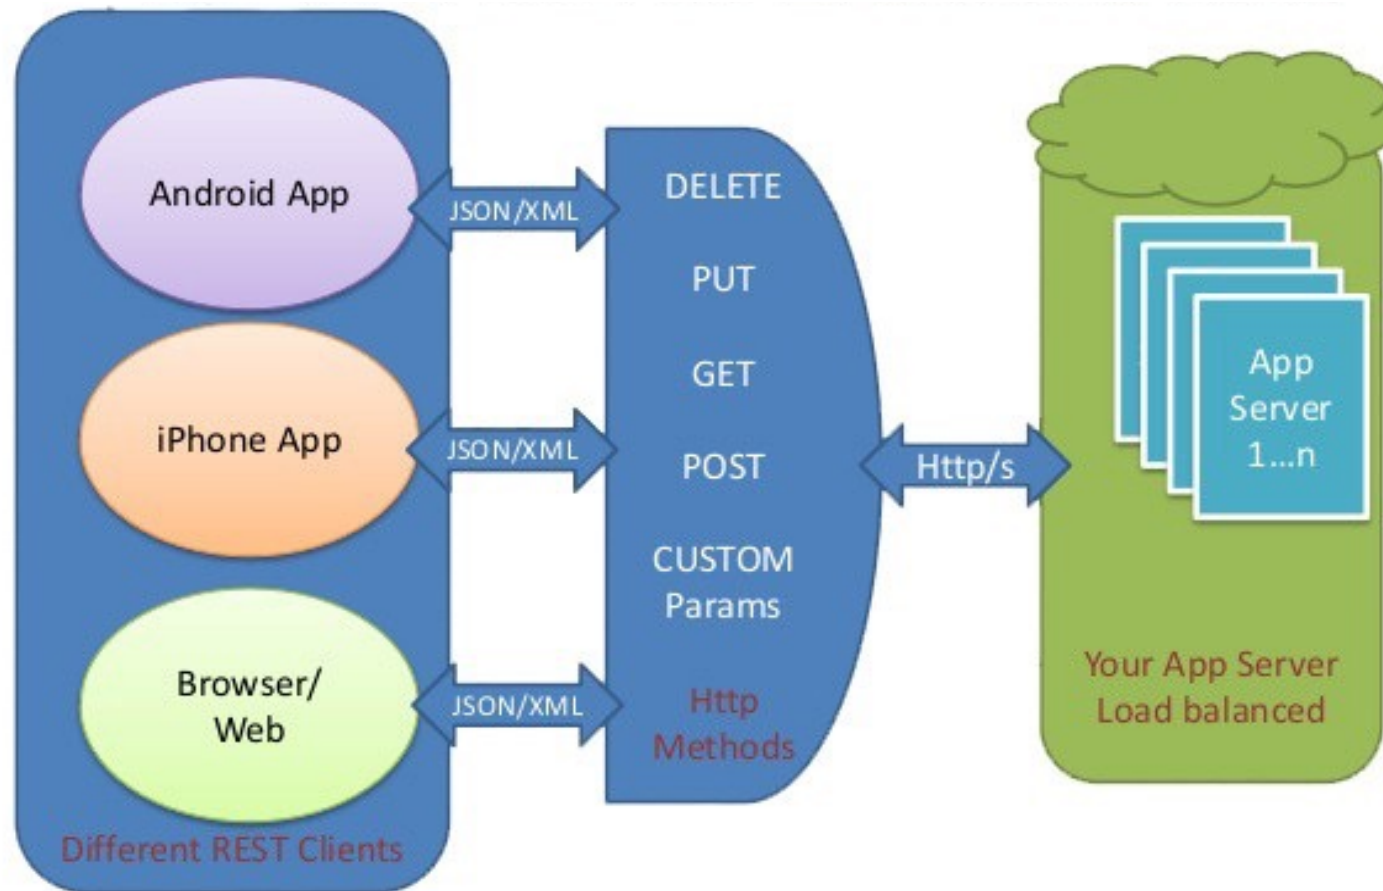 Android App
iPhone App
Browser/
Web
Different REST Clients
JSON/XML
JSON/XML
JSON/XML
DELETE
PUT
GET
POST
CUSTOM
Params
Http
Methods
Http/s
App
Server
1...n
Your App Server
Load balanced